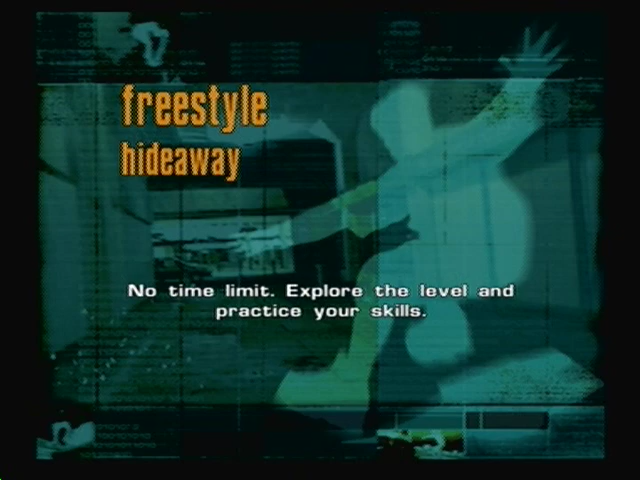 freestyle
hideaway
No time limit. Explore the level and
practice your skills.